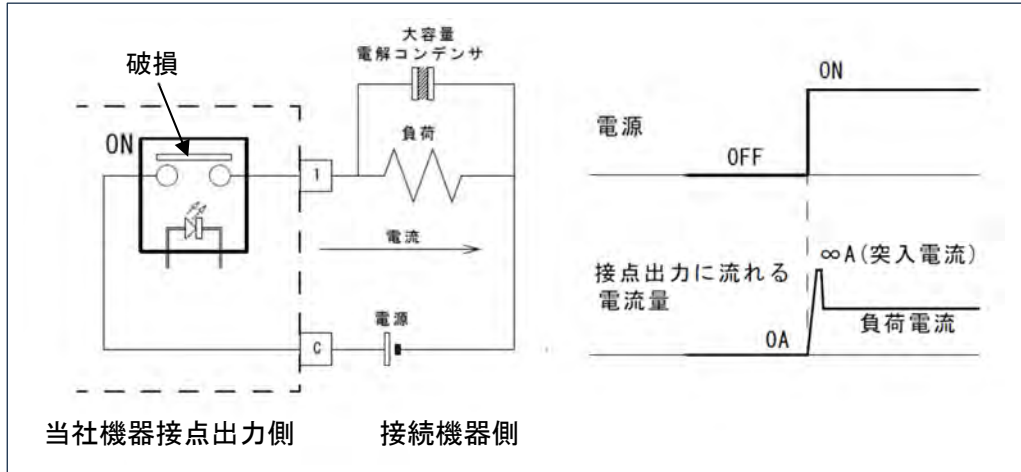 大容量
電解コンデンサ
破損
ON
負荷
1
電流
電源
C
当社機器接点出力側
接続機器側
ON
電源
OFF
∞A(突入電流)
接点出力に流れる
電流量
負荷電流
0A